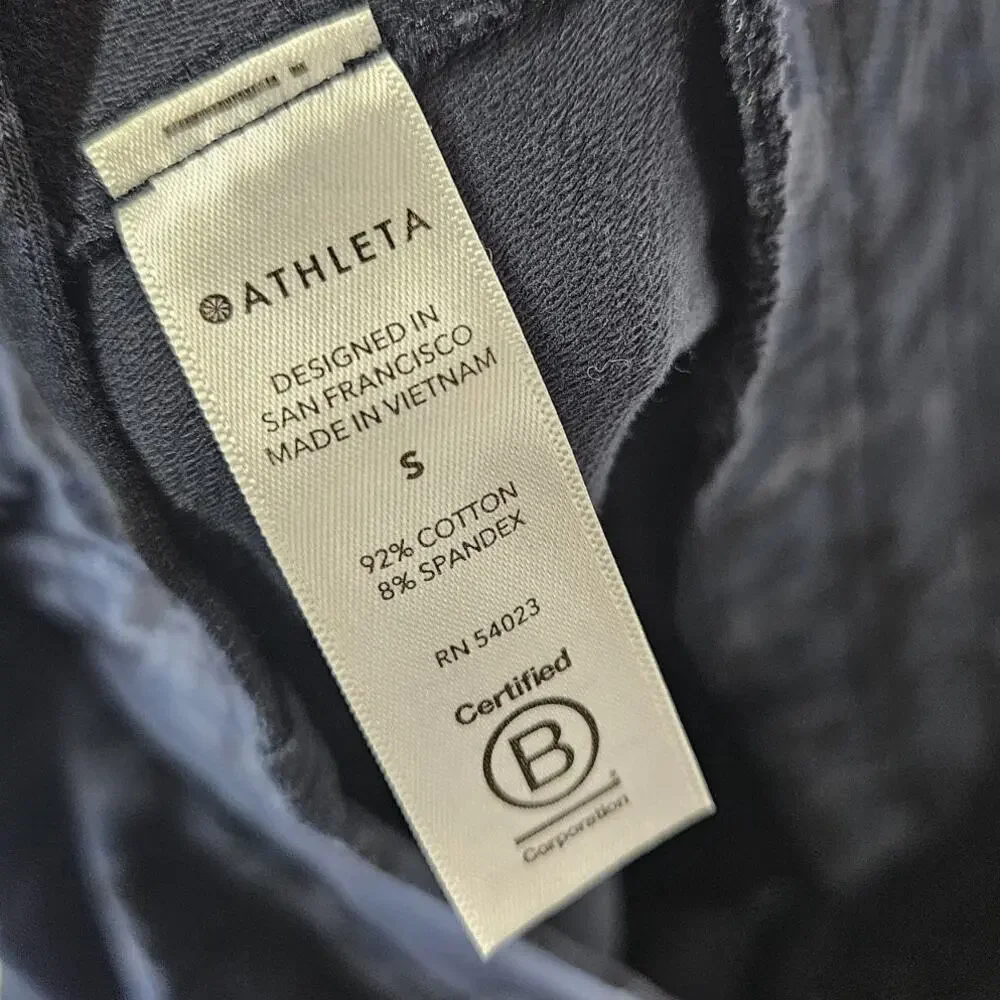 ATHLETA
DESIGNED IN
SAN FRANCISCO
MADE IN VIETNAM
S
92% COTTON
8% SPANDEX
RN 54023
Certified
B
Corporation